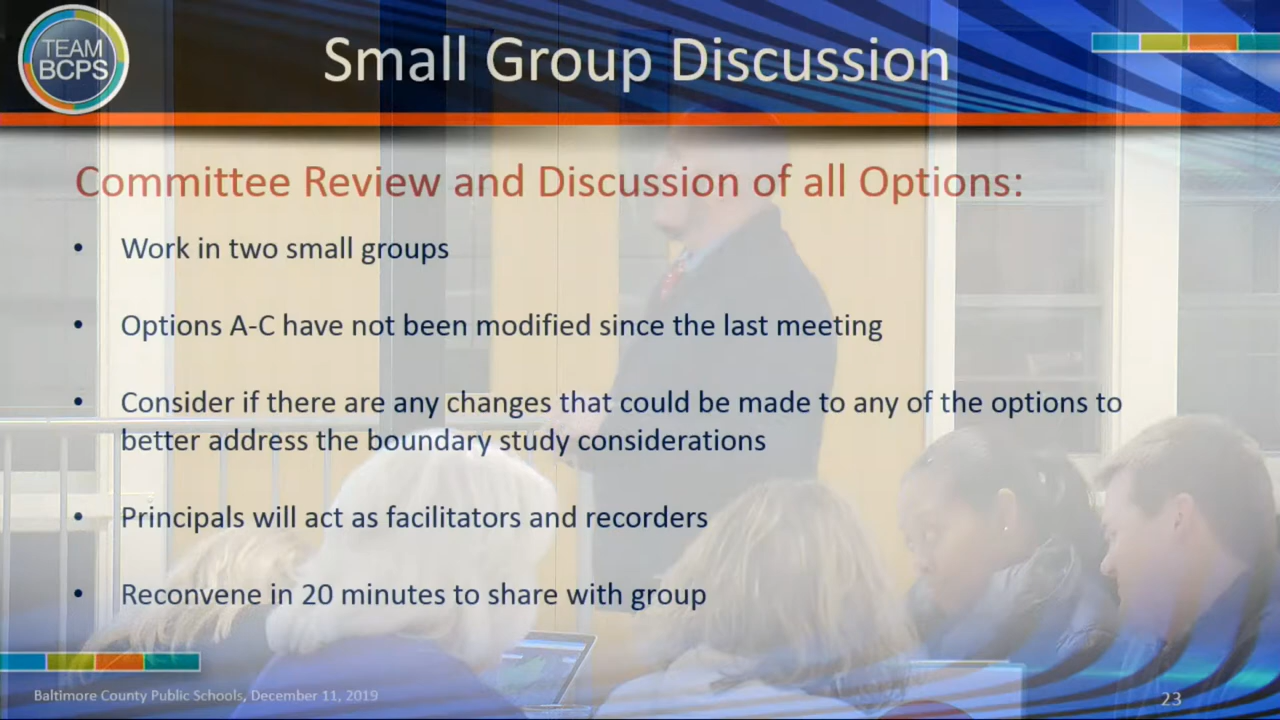 TEAM
BCPS
Small Group Discussion
Committee Review and Discussion of all Options:
• Work in two small groups
• Options A-C have not been modified since the last meeting
• Consider if there are any changes that could be made to any of the options to
better address the boundary study considerations
• Principals will act as facilitators and recorders
• Reconvene in 20 minutes to share with group
Baltimore County Public Schools, December 11, 2019
23